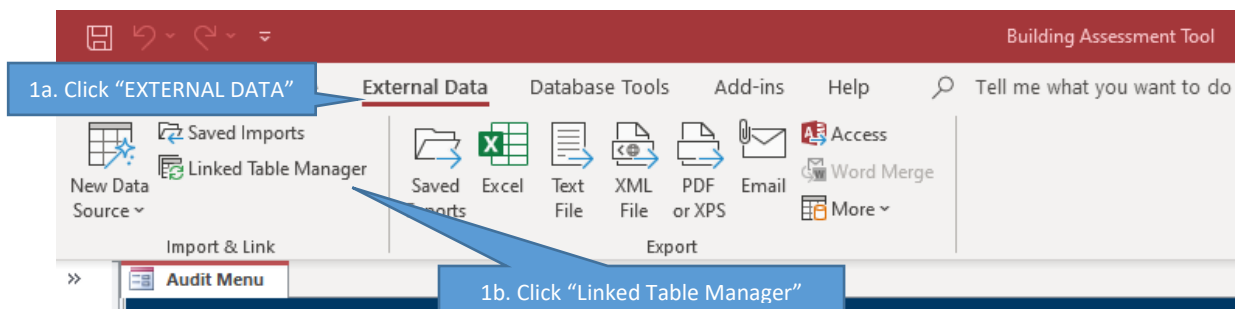 Building Assessment Tool
1a. Click “EXTERNAL DATA”
External Data Database Tools Add-ins Help Tell me what you want to do
New Data Source
Saved Imports
Linked Table Manager
Saved Exports
Excel
Text File
XML File
PDF or XPS
Email
Access
Word Merge
More
Import & Link
Export
Audit Menu
1b. Click “Linked Table Manager”